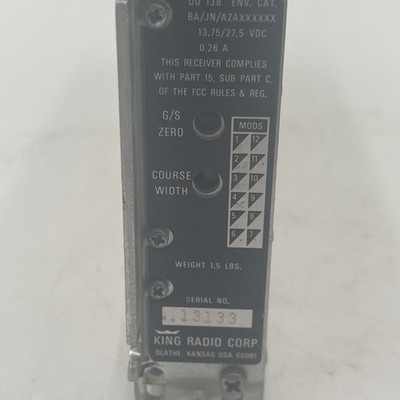 DO 138 ENV. CAT.
BA/JN/AZAXXXXXX
13.75/27.5 VDC
0.26 A
THIS RECEIVER COMPLIES
WITH PART 15, SUB PART C,
OF THE FCC RULES & REG.
G/S
ZERO
MODS
1 12
2 11
3 10
4 9
5 8
6 7
COURSE
WIDTH
WEIGHT 1.5 LBS.
SERIAL NO.
13133
KING RADIO CORP.
OLATHE, KANSAS USA 66061